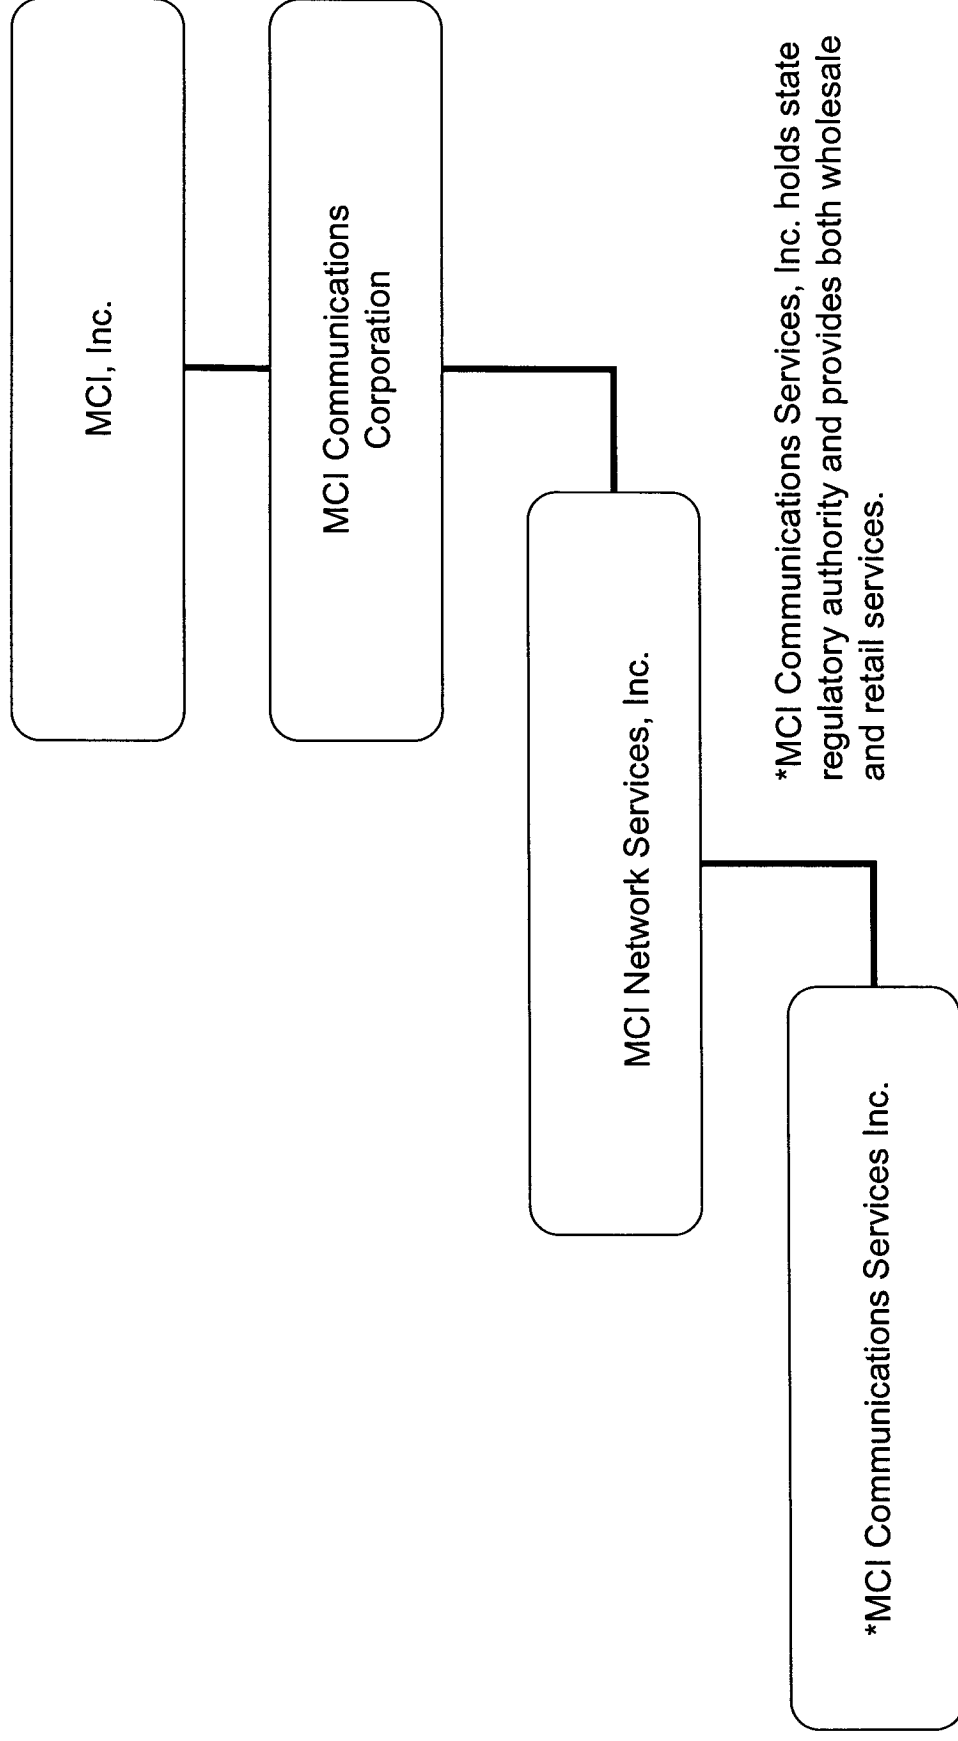 MCI, Inc.
MCI Communications
Corporation
MCI Network Services, Inc.
*MCI Communications Services Inc.
*MCI Communications Services, Inc. holds state
regulatory authority and provides both wholesale
and retail services.